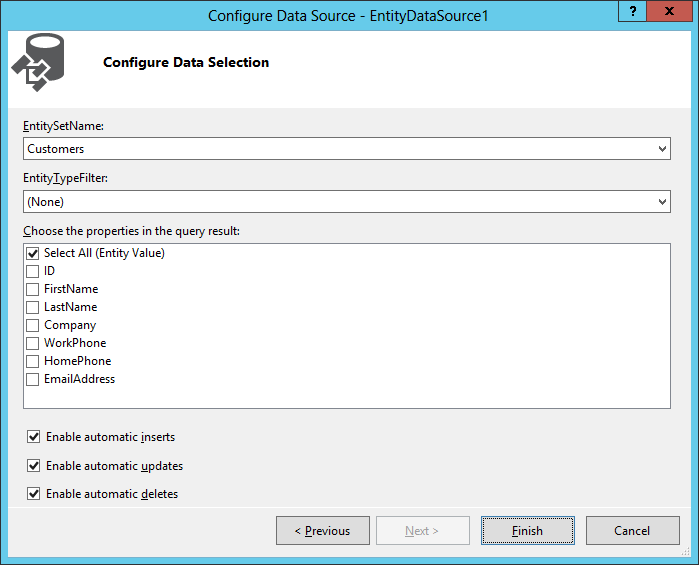 Configure Data Source - EntityDataSource1
? x
Configure Data Selection
EntitySetName:
Customers
EntityTypeFilter:
(None)
Choose the properties in the query result:
Select All (Entity Value)
ID
FirstName
LastName
Company
WorkPhone
HomePhone
EmailAddress
Enable automatic inserts
Enable automatic updates
Enable automatic deletes
< Previous Next > Finish Cancel